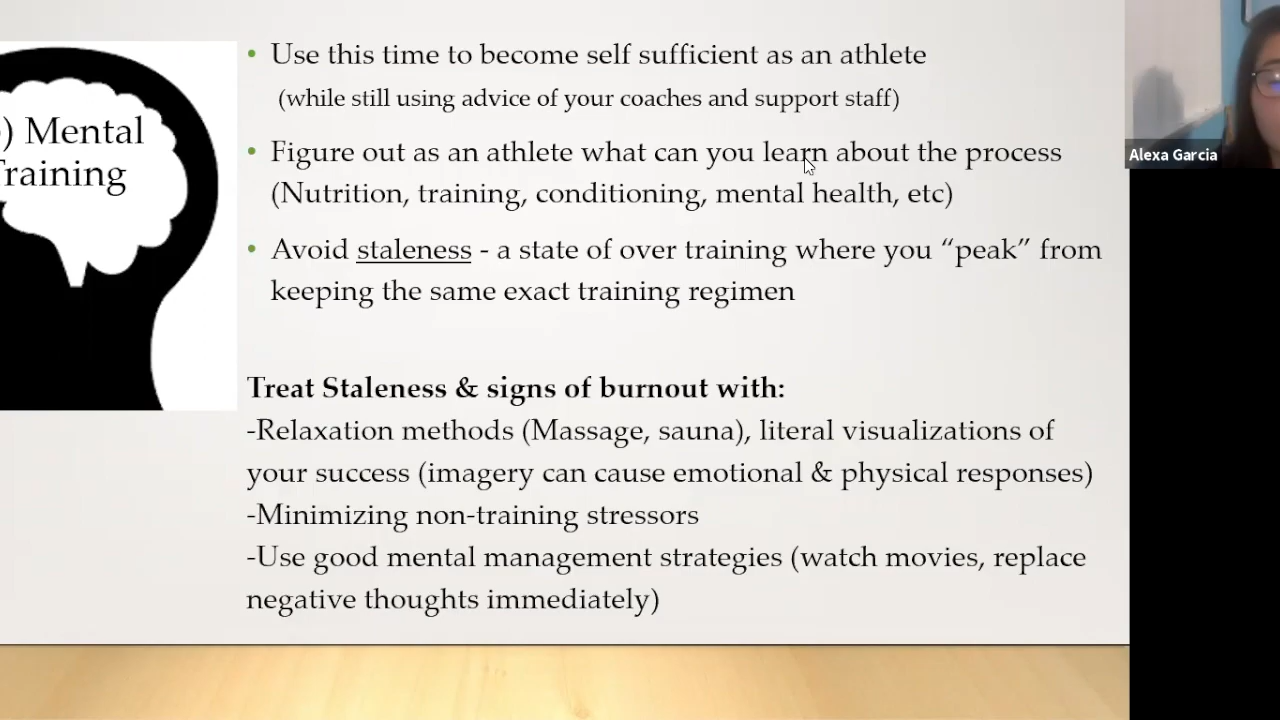 ) Mental
Training
• Use this time to become self sufficient as an athlete
(while still using advice of your coaches and support staff)
• Figure out as an athlete what can you learn about the process
(Nutrition, training, conditioning, mental health, etc)
• Avoid staleness - a state of over training where you “peak” from
keeping the same exact training regimen
Treat Staleness & signs of burnout with:
-Relaxation methods (Massage, sauna), literal visualizations of
your success (imagery can cause emotional & physical responses)
-Minimizing non-training stressors
-Use good mental management strategies (watch movies, replace
negative thoughts immediately)
Alexa Garcia